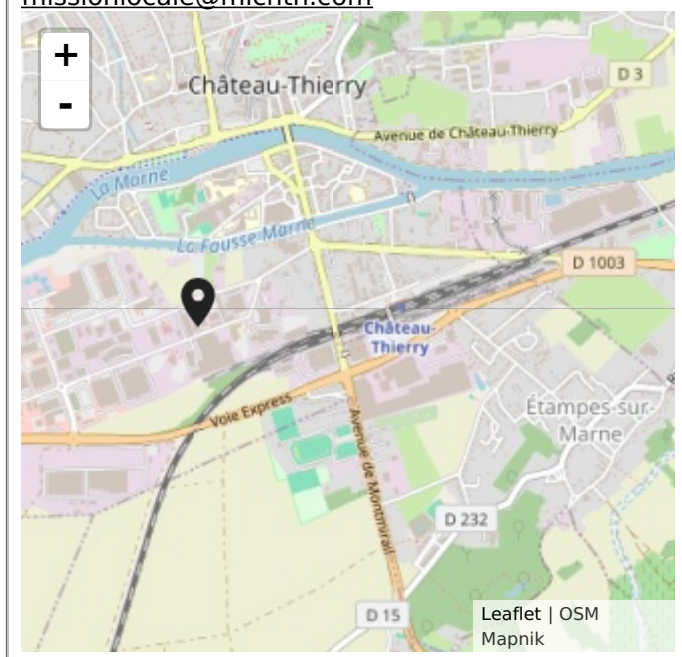 missionlocale@mlchth.com
+
-
Château-Thierry
D 3
Avenue de Château-Thierry
La Marne
La Fausse Marne
D 1003
Château-
Thierry
Voie Express
Étampes-sur-
Marne
Avenue de Montmirail
D 232
D 15
Leaflet | OSM
Mapnik